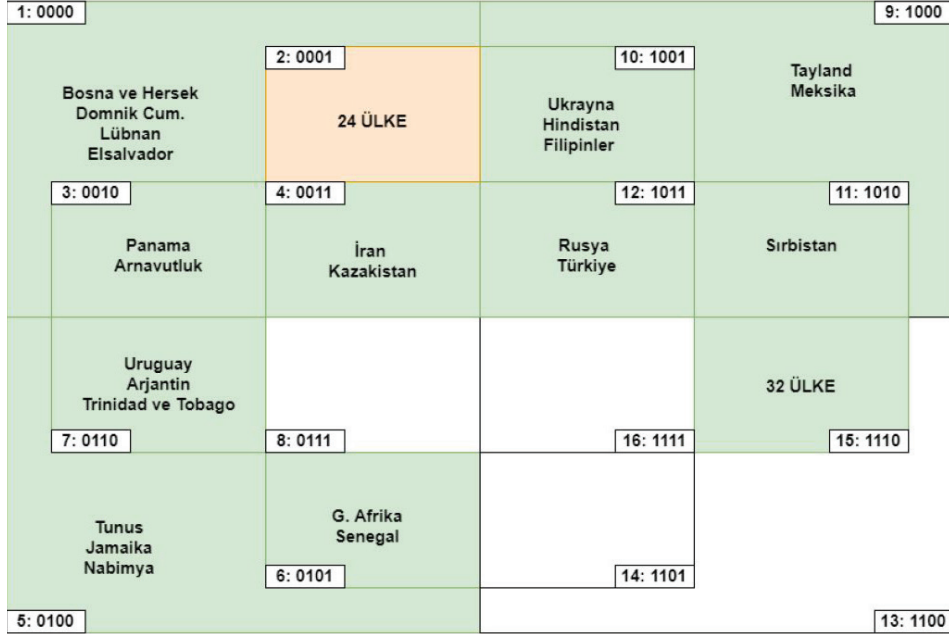 1: 0000
9: 1000
2: 0001
10: 1001
Bosna ve Hersek
Domnik Cum.
Lübnan
Elsalvador
24 ÜLKE
Ukrayna
Hindistan
Filipinler
Tayland
Meksika
3: 0010
4: 0011
12: 1011
11: 1010
Panama
Arnavutluk
İran
Kazakistan
Rusya
Türkiye
Sırbistan
Uruguay
Arjantin
Trinidad ve Tobago
32 ÜLKE
7: 0110
8: 0111
16: 1111
15: 1110
Tunus
Jamaika
Nabimya
G. Afrika
Senegal
6: 0101
14: 1101
5: 0100
13: 1100